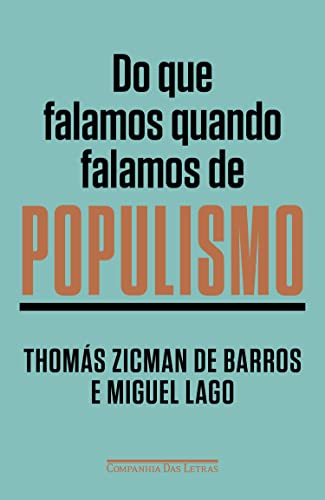 Do que
falamos quando
falamos de
POPULISMO
THOMÁS ZICMAN DE BARROS
E MIGUEL LAGO
COMPANHIA DAS LETRAS